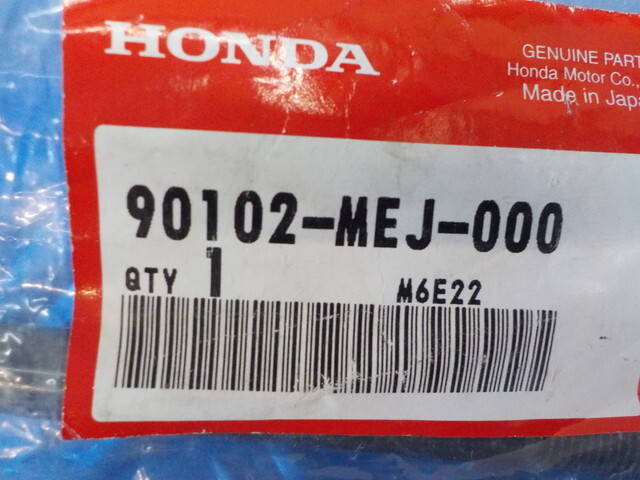 HONDA
GENUINE PART
Honda Motor Co.,
Made in Japa
90102-MEJ-000
QTY 1 M6E22